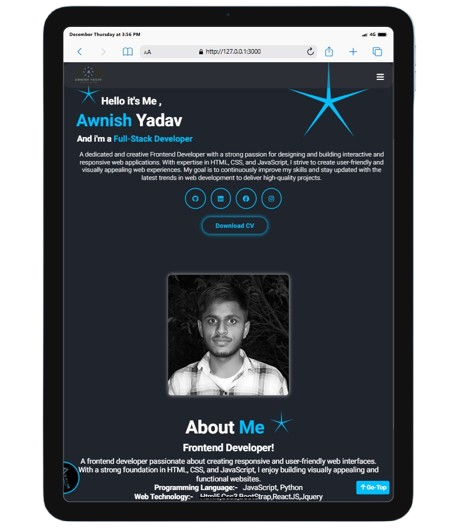 December Thursday at 3:56 PM
4G
AA
http://127.0.0.1:3000
Hello it's Me ,
Awnish Yadav
And i'm a Full-Stack Developer
A dedicated and creative Frontend Developer with a strong passion for designing and building interactive and
responsive web applications. With expertise in HTML, CSS, and JavaScript, I strive to create user-friendly and
visually appealing web experiences. My goal is to continuously improve my skills and stay updated with the
latest trends in web development to deliver high-quality projects.
Download CV
About Me
Frontend Developer!
A frontend developer passionate about creating responsive and user-friendly web interfaces.
With a strong foundation in HTML, CSS, and JavaScript, I enjoy building visually appealing and
functional websites.
Programming Language:- JavaScript, Python
Web Technology:- Html5,Css3,BootStrap,ReactJS,Jquery
Go-Top